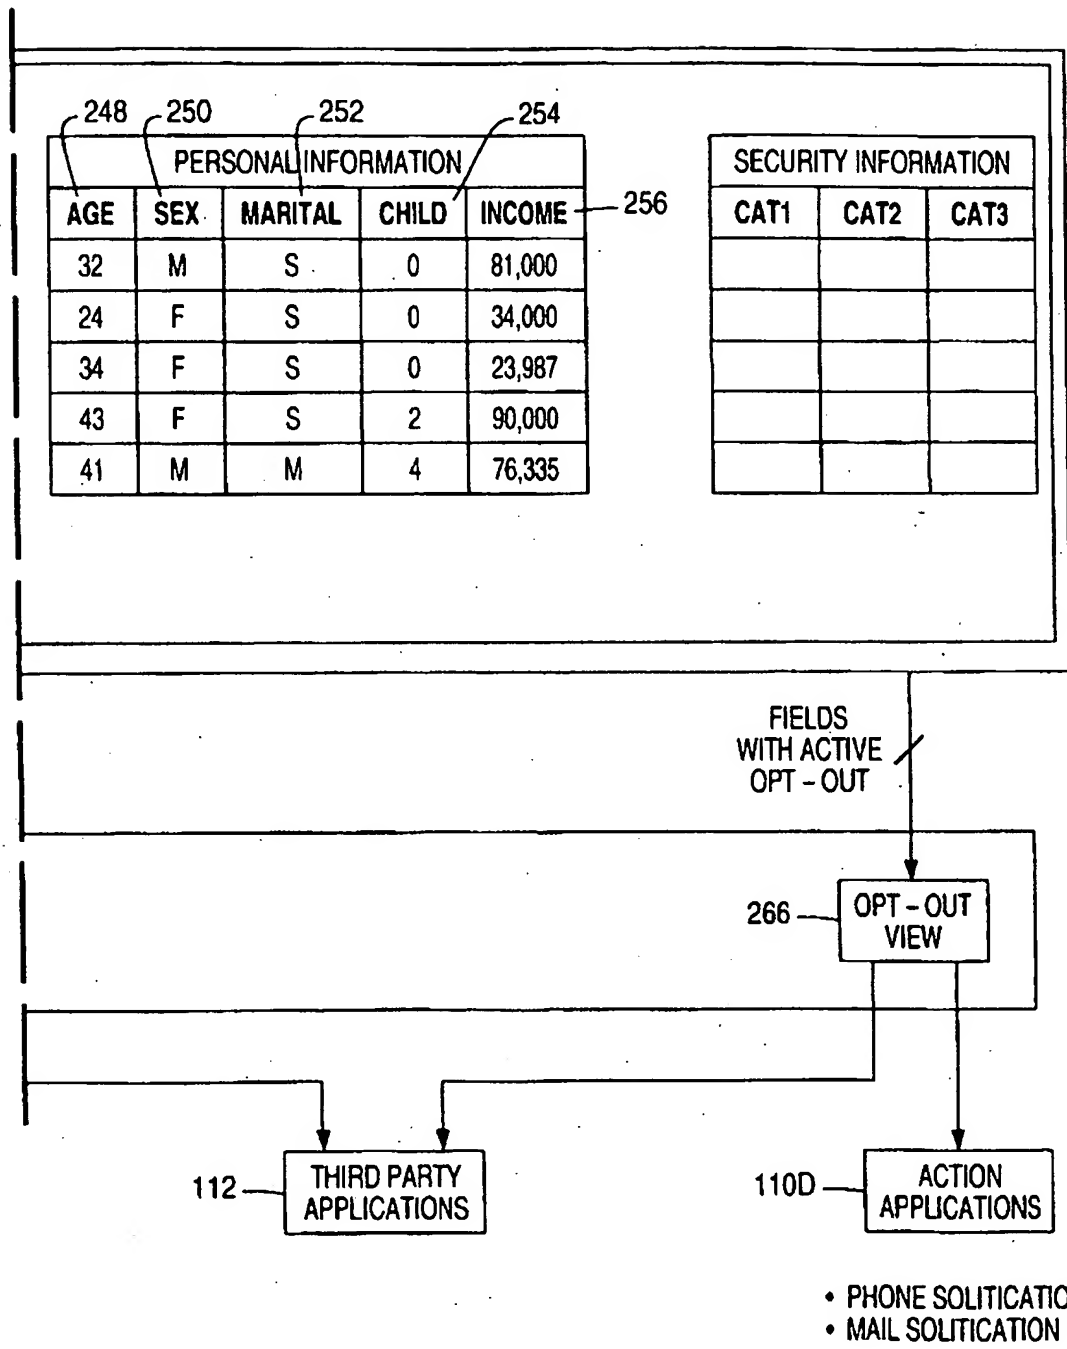 248 250 252 254
PERSONAL INFORMATION
AGE SEX MARITAL CHILD INCOME 256
32 M S 0 81,000
24 F S 0 34,000
34 F S 0 23,987
43 F S 2 90,000
41 M M 4 76,335
SECURITY INFORMATION
CAT1 CAT2 CAT3
FIELDS
WITH ACTIVE
OPT – OUT
266 OPT – OUT
VIEW
112 THIRD PARTY
APPLICATIONS
110D ACTION
APPLICATIONS
• PHONE SOLITICATIO
• MAIL SOLITICATION